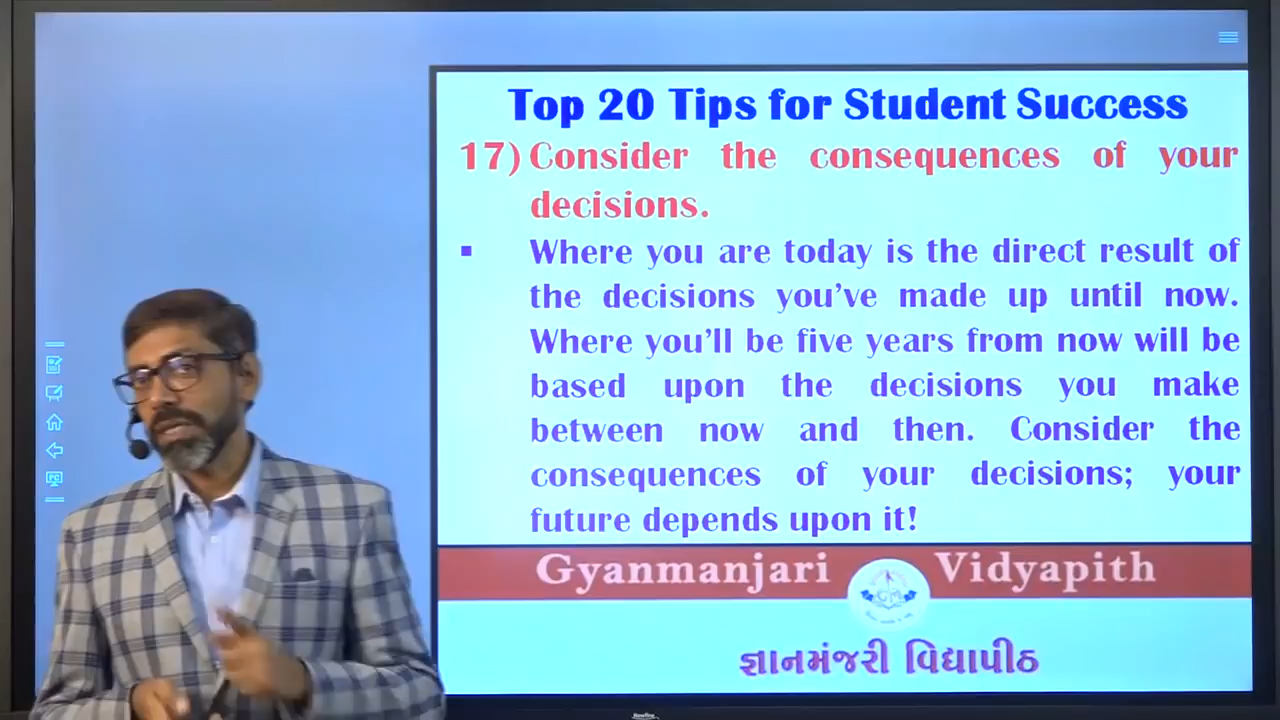 Top 20 Tips for Student Success
17) Consider the consequences of your
decisions.
▪ Where you are today is the direct result of
the decisions you've made up until now.
Where you'll be five years from now will be
based upon the decisions you make
between now and then. Consider the
consequences of your decisions; your
future depends upon it!
Gyanmanjari Vidyapith
GM
જ્ઞાનમંજરી વિદ્યાપીઠ
Newline